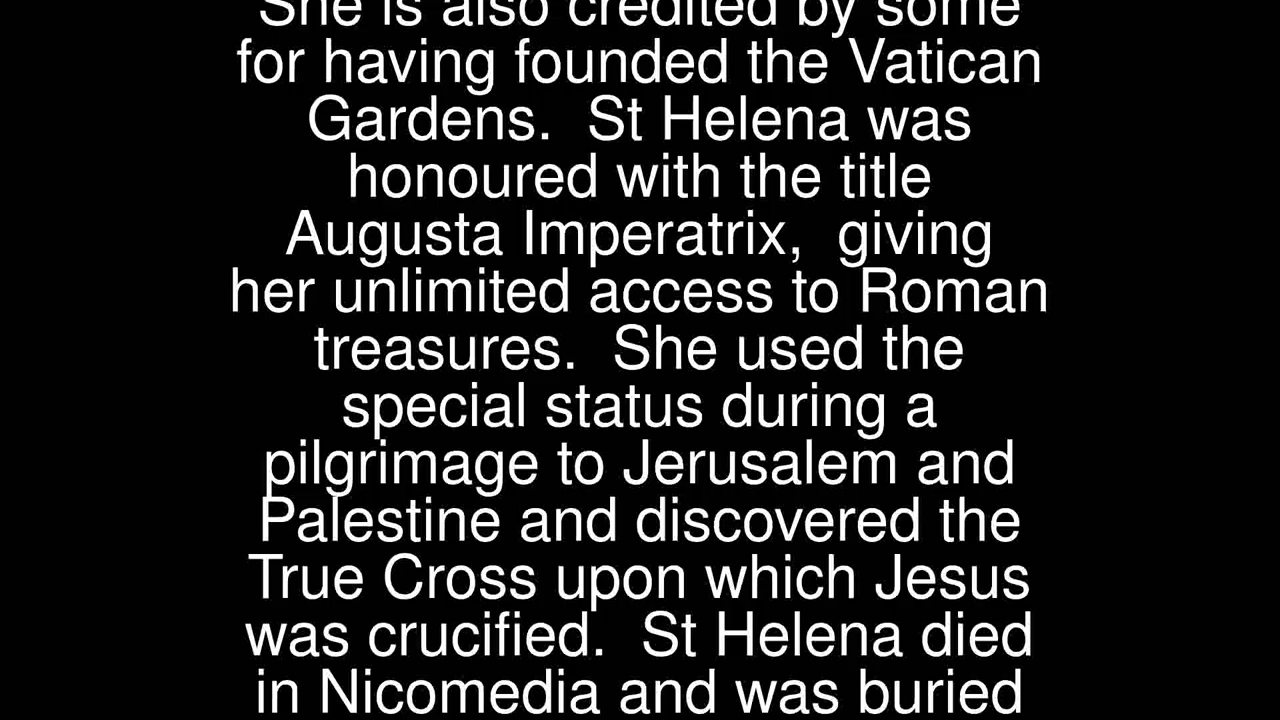 She is also credited by some
for having founded the Vatican
Gardens.  St Helena was
honoured with the title
Augusta Imperatrix,  giving
her unlimited access to Roman
treasures.  She used the
special status during a
pilgrimage to Jerusalem and
Palestine and discovered the
True Cross upon which Jesus
was crucified.  St Helena died
in Nicomedia and was buried